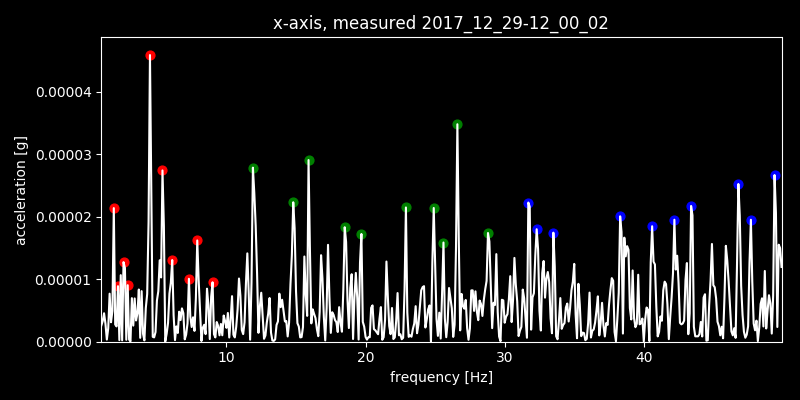 x-axis, measured 2017_12_29-12_00_02
acceleration [g]
0.00004
0.00003
0.00002
0.00001
0.00000
10 20 30 40
frequency [Hz]